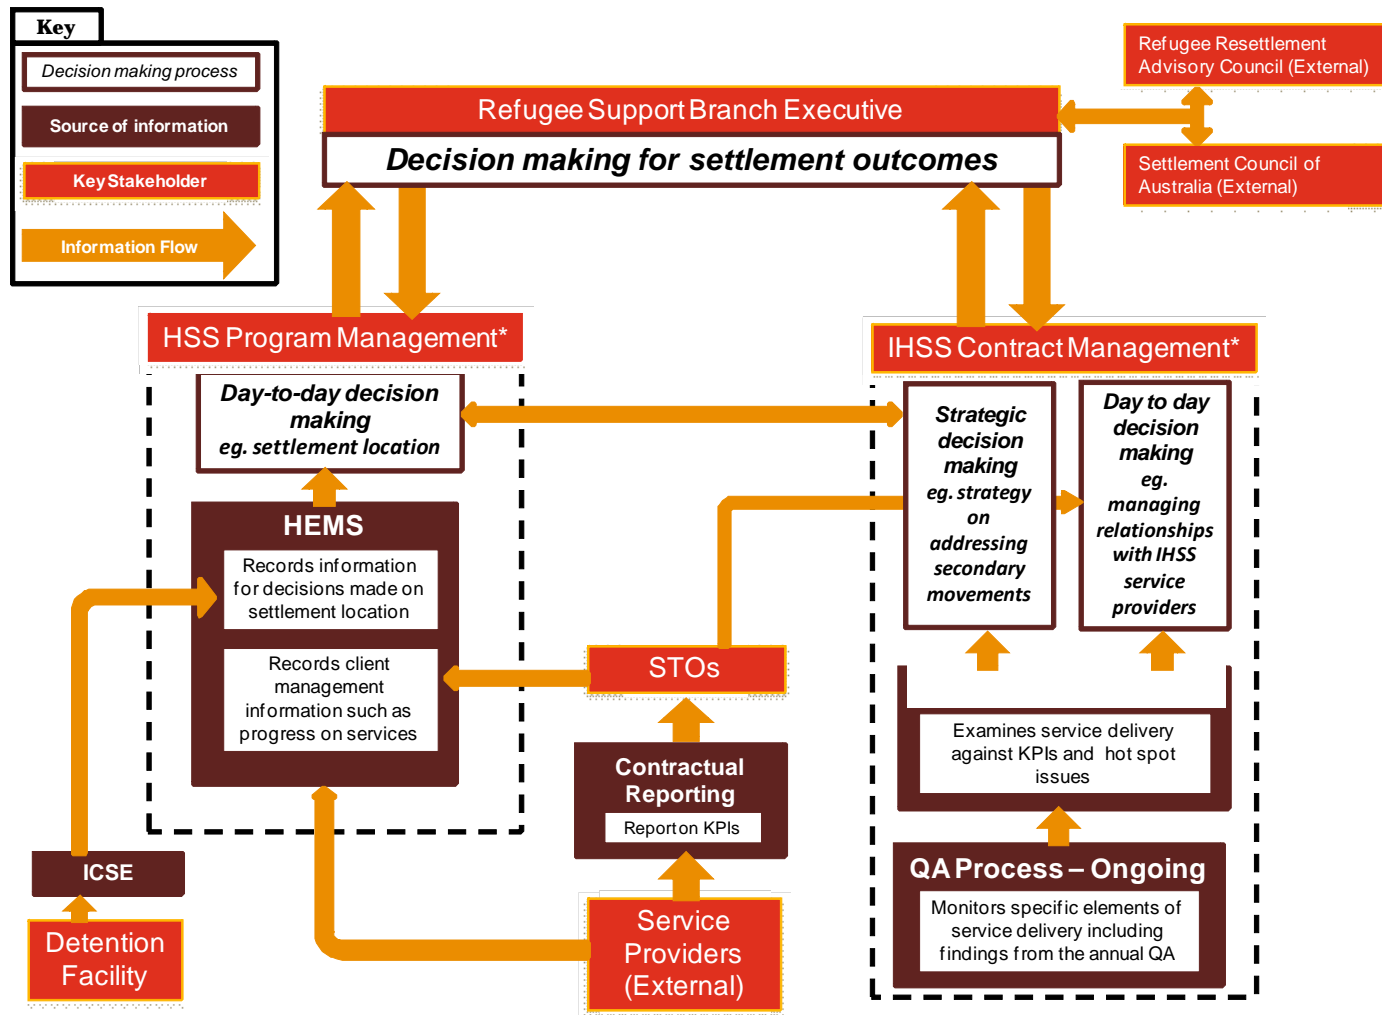 Key
Decision making process
Source of information
Key Stakeholder
Information Flow
Refugee Support Branch Executive
Decision making for settlement outcomes
Refugee Resettlement
Advisory Council (External)
Settlement Council of
Australia (External)
HSS Program Management*
Day-to-day decision
making
eg. settlement location
HEMS
Records information
for decisions made on
settlement location
Records client
management
information such as
progress on services
ICSE
Detention
Facility
STOs
Contractual
Reporting
Report on KPIs
Service
Providers
(External)
IHSS Contract Management*
Strategic
decision
making
eg. strategy
on
addressing
secondary
movements
Day to day
decision
making
eg.
managing
relationships
with IHSS
service
providers
Examines service delivery
against KPIs and hot spot
issues
QA Process – Ongoing
Monitors specific elements of
service delivery including
findings from the annual QA